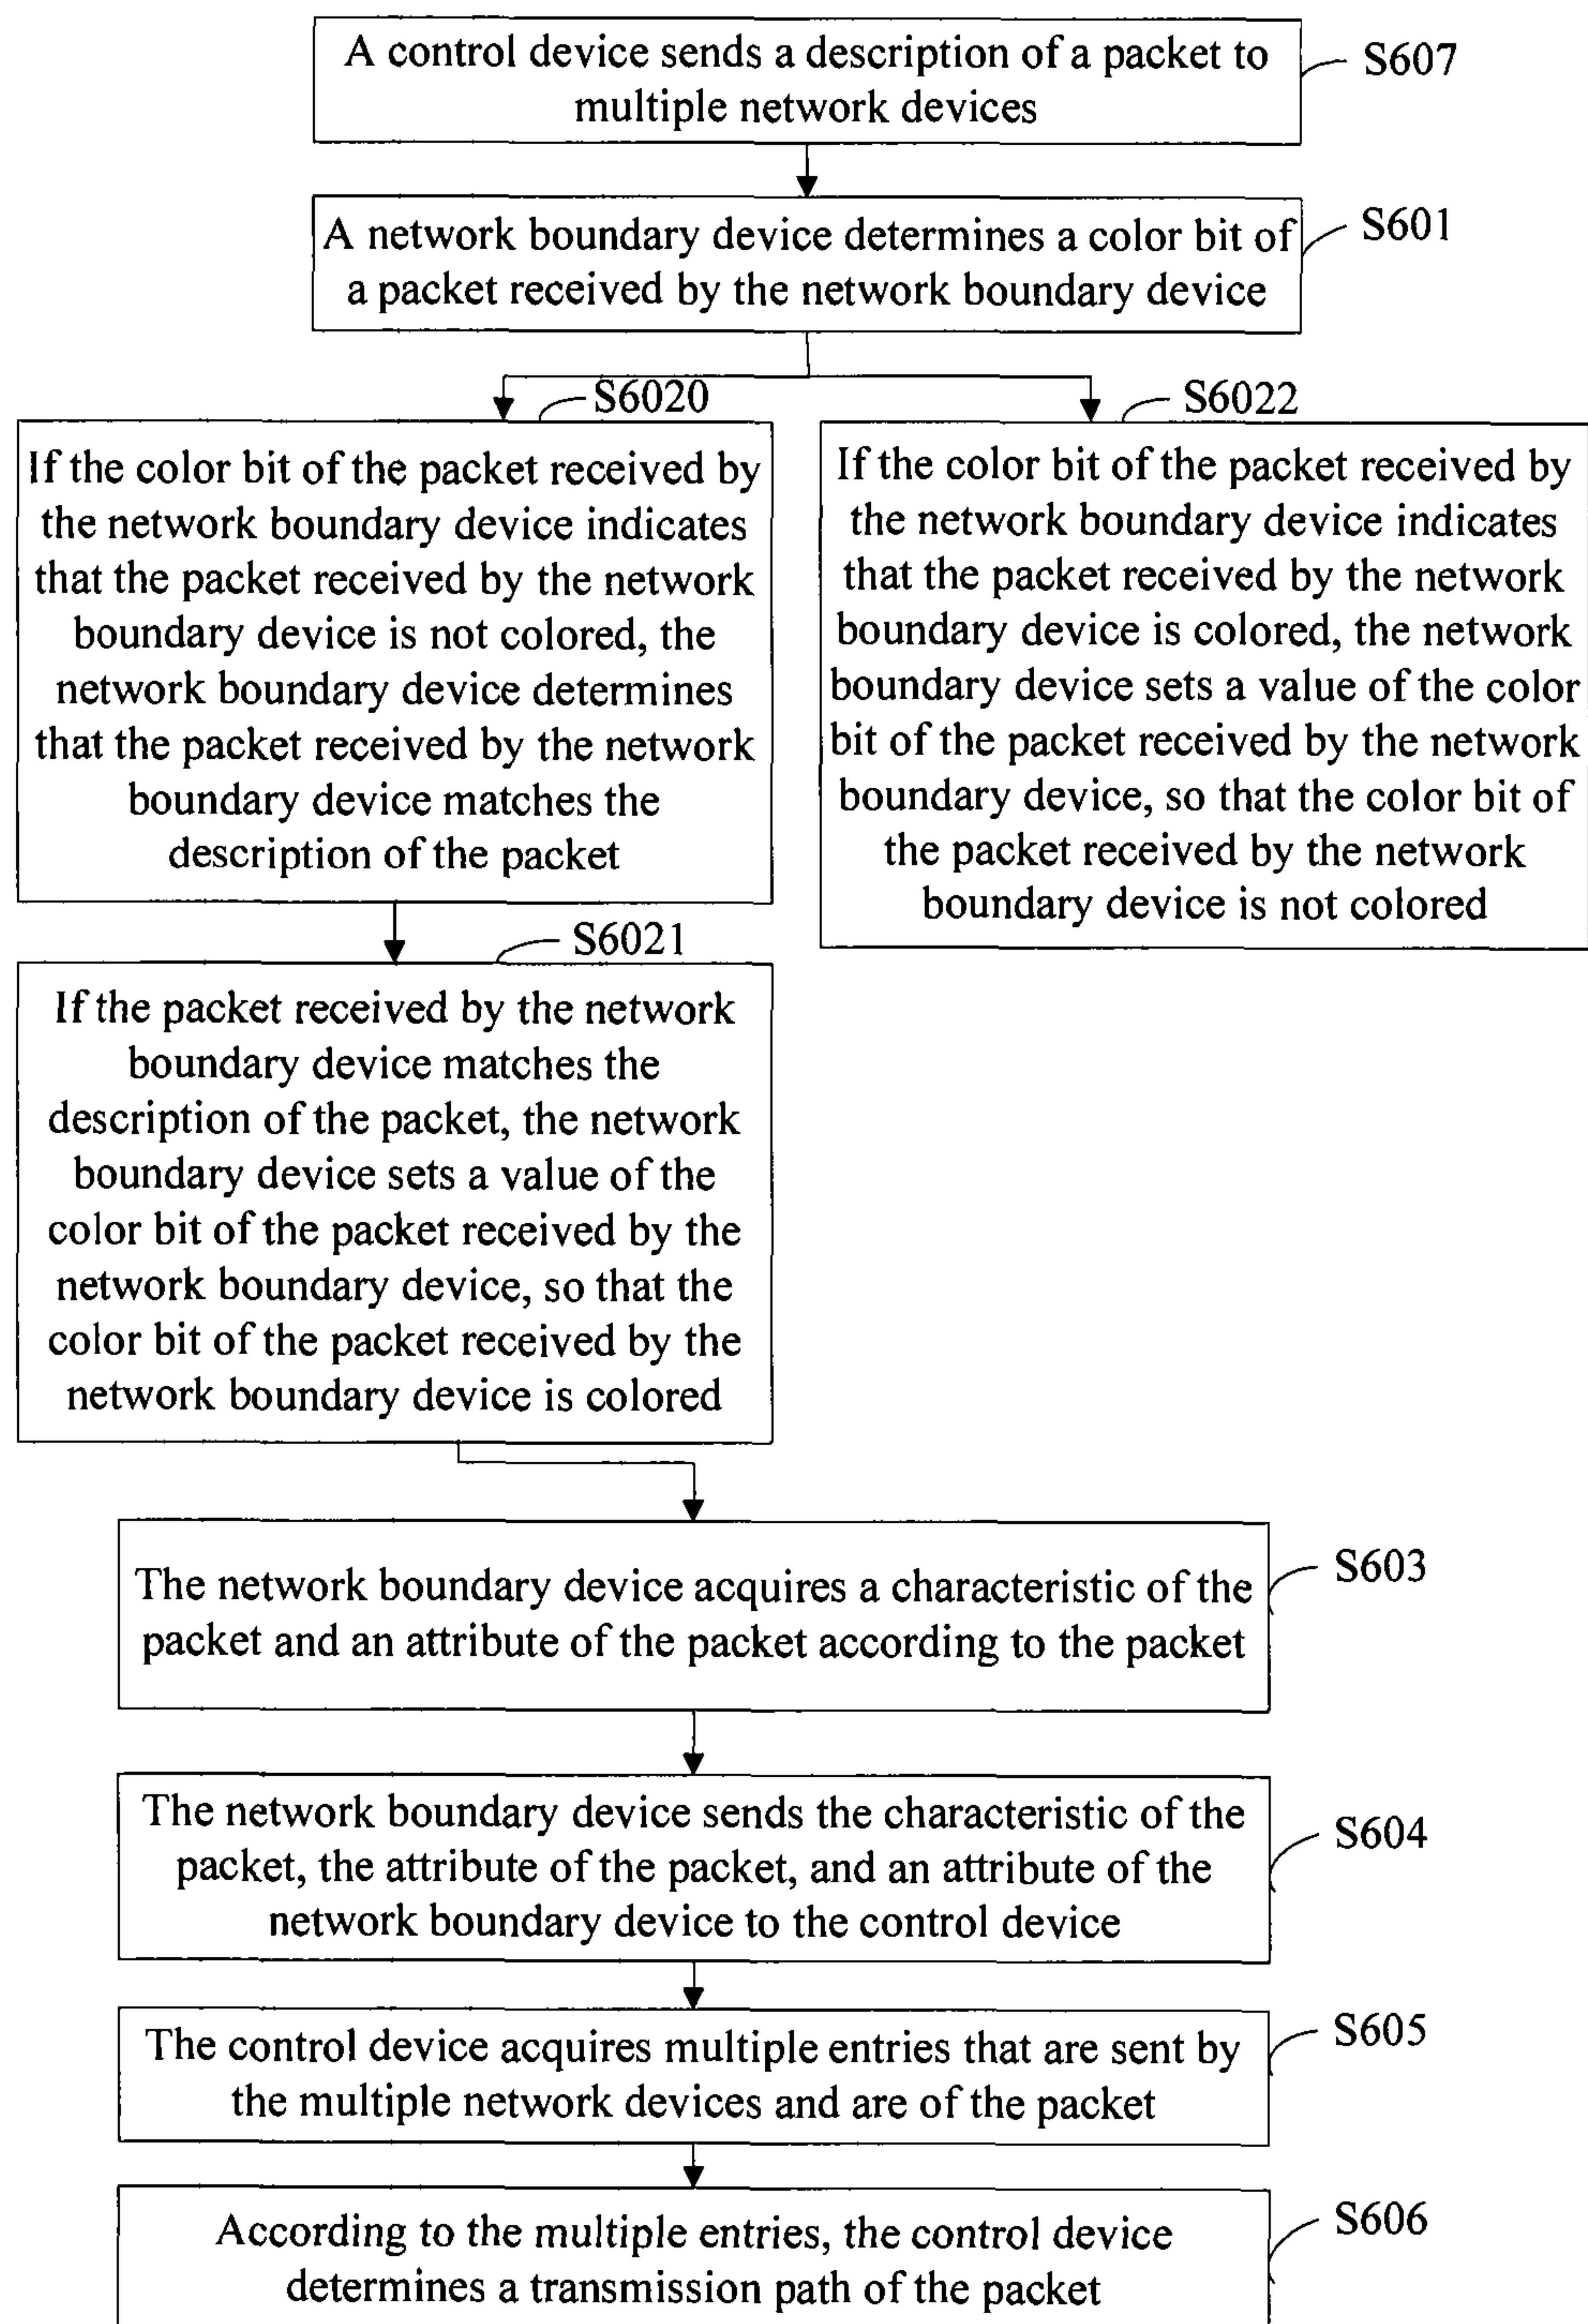 A control device sends a description of a packet to
multiple network devices
S607
A network boundary device determines a color bit of
a packet received by the network boundary device
S601
S6020
If the color bit of the packet received by
the network boundary device indicates
that the packet received by the network
boundary device is not colored, the
network boundary device determines
that the packet received by the network
boundary device matches the
description of the packet
S6022
If the color bit of the packet received by
the network boundary device indicates
that the packet received by the network
boundary device is colored, the network
boundary device sets a value of the color
bit of the packet received by the network
boundary device, so that the color bit of
the packet received by the network
boundary device is not colored
S6021
If the packet received by the network
boundary device matches the
description of the packet, the network
boundary device sets a value of the
color bit of the packet received by the
network boundary device, so that the
color bit of the packet received by the
network boundary device is colored
The network boundary device acquires a characteristic of the
packet and an attribute of the packet according to the packet
S603
The network boundary device sends the characteristic of the
packet, the attribute of the packet, and an attribute of the
network boundary device to the control device
S604
The control device acquires multiple entries that are sent by
the multiple network devices and are of the packet
S605
According to the multiple entries, the control device
determines a transmission path of the packet
S606